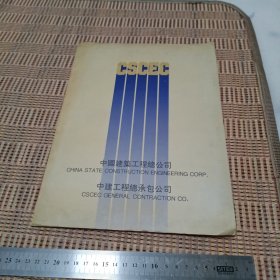 CSCEC
中國建築工程總公司
CHINA STATE CONSTRUCTION ENGINEERING CORP.
中建工程總承包公司
CSCEC GENERAL CONTRACTION CO.